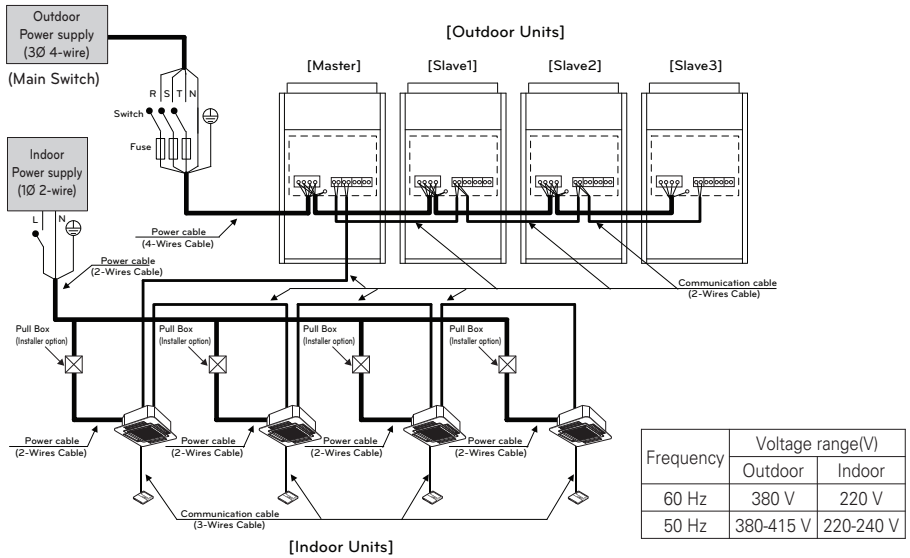 Outdoor
Power supply
(3Ø 4-wire)
(Main Switch)
[Outdoor Units]
[Master]
[Slave1]
[Slave2]
[Slave3]
R S T N
Switch
Fuse
Indoor
Power supply
(1Ø 2-wire)
L N
Power cable
(4-Wires Cable)
Power cable
(2-Wires Cable)
Communication cable
(2-Wires Cable)
Pull Box
(Installer option)
Pull Box
(Installer option)
Pull Box
(Installer option)
Pull Box
(Installer option)
Power cable
(2-Wires Cable)
Power cable
(2-Wires Cable)
Power cable
(2-Wires Cable)
Power cable
(2-Wires Cable)
Communication cable
(3-Wires Cable)
[Indoor Units]
Frequency Voltage range(V)
Outdoor Indoor
60 Hz 380 V 220 V
50 Hz 380-415 V 220-240 V